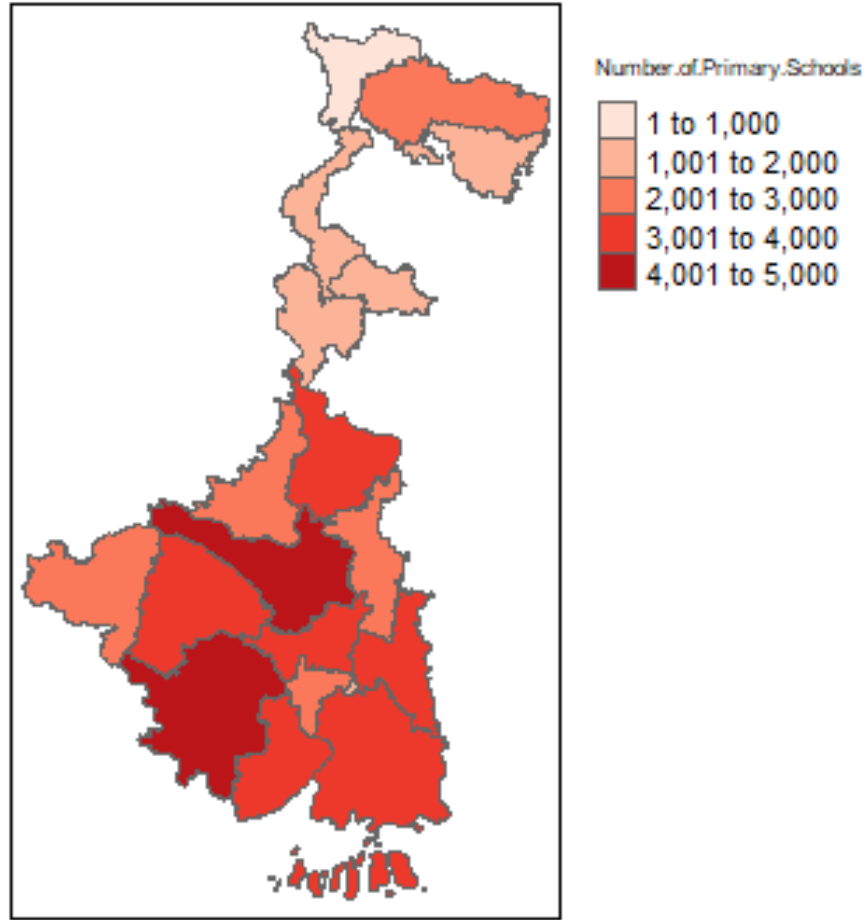 Number.of.Primary.Schools
1 to 1,000
1,001 to 2,000
2,001 to 3,000
3,001 to 4,000
4,001 to 5,000